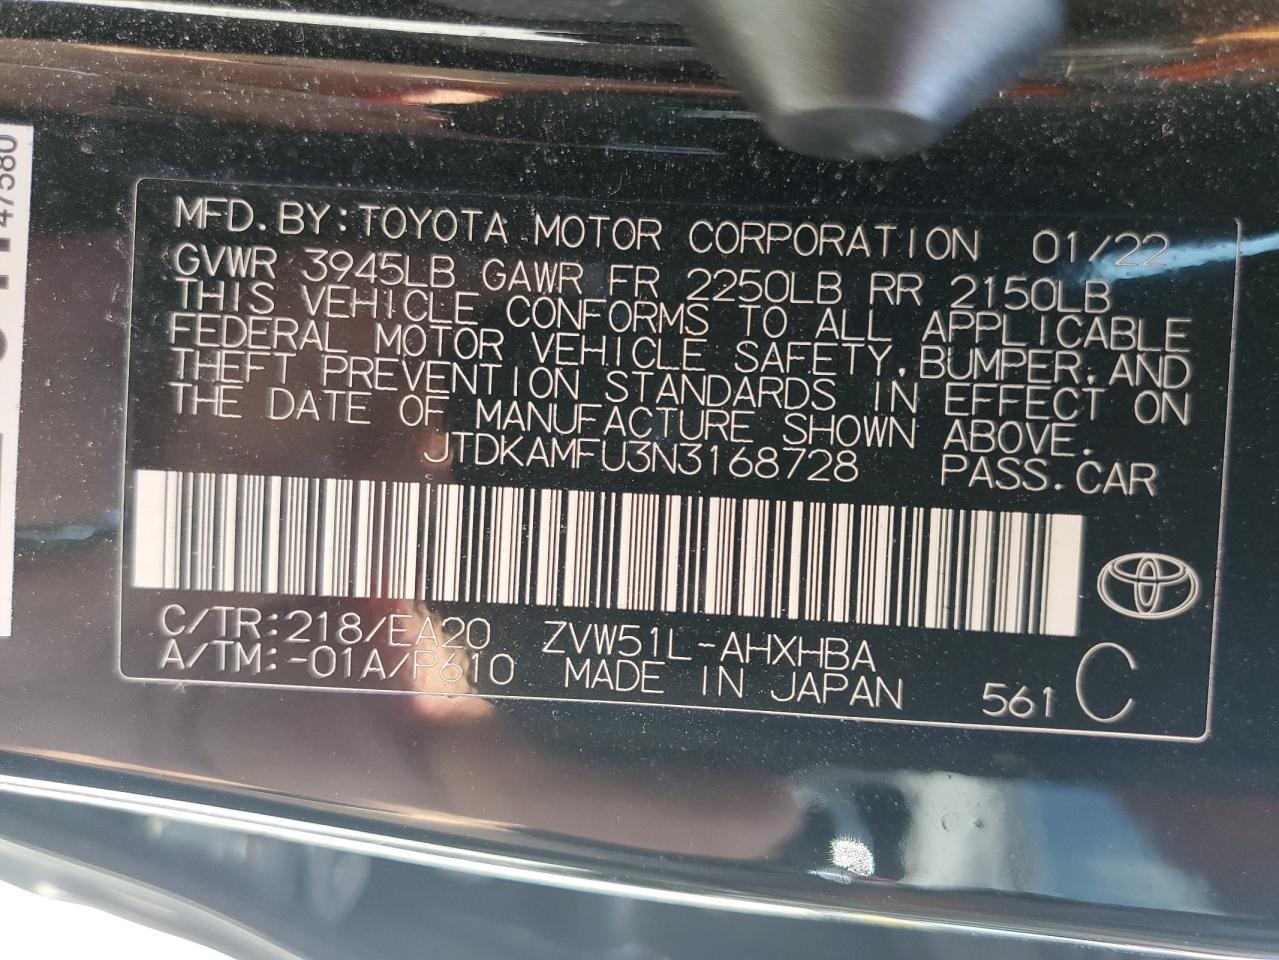 MFD.BY:TOYOTA MOTOR CORPORATION 01/22
GVWR 3945LB GAWR FR 2250LB RR 2150LB
THIS VEHICLE CONFORMS TO ALL APPLICABLE
FEDERAL MOTOR VEHICLE SAFETY,BUMPER,AND
THEFT PREVENTION STANDARDS IN EFFECT ON
THE DATE OF MANUFACTURE SHOWN ABOVE.
JTDKAMFU3N3168728 PASS.CAR
C/TR:218/EA20 ZVW51L-AHXHBA
A/TM:-01A/P610 MADE IN JAPAN 561 C